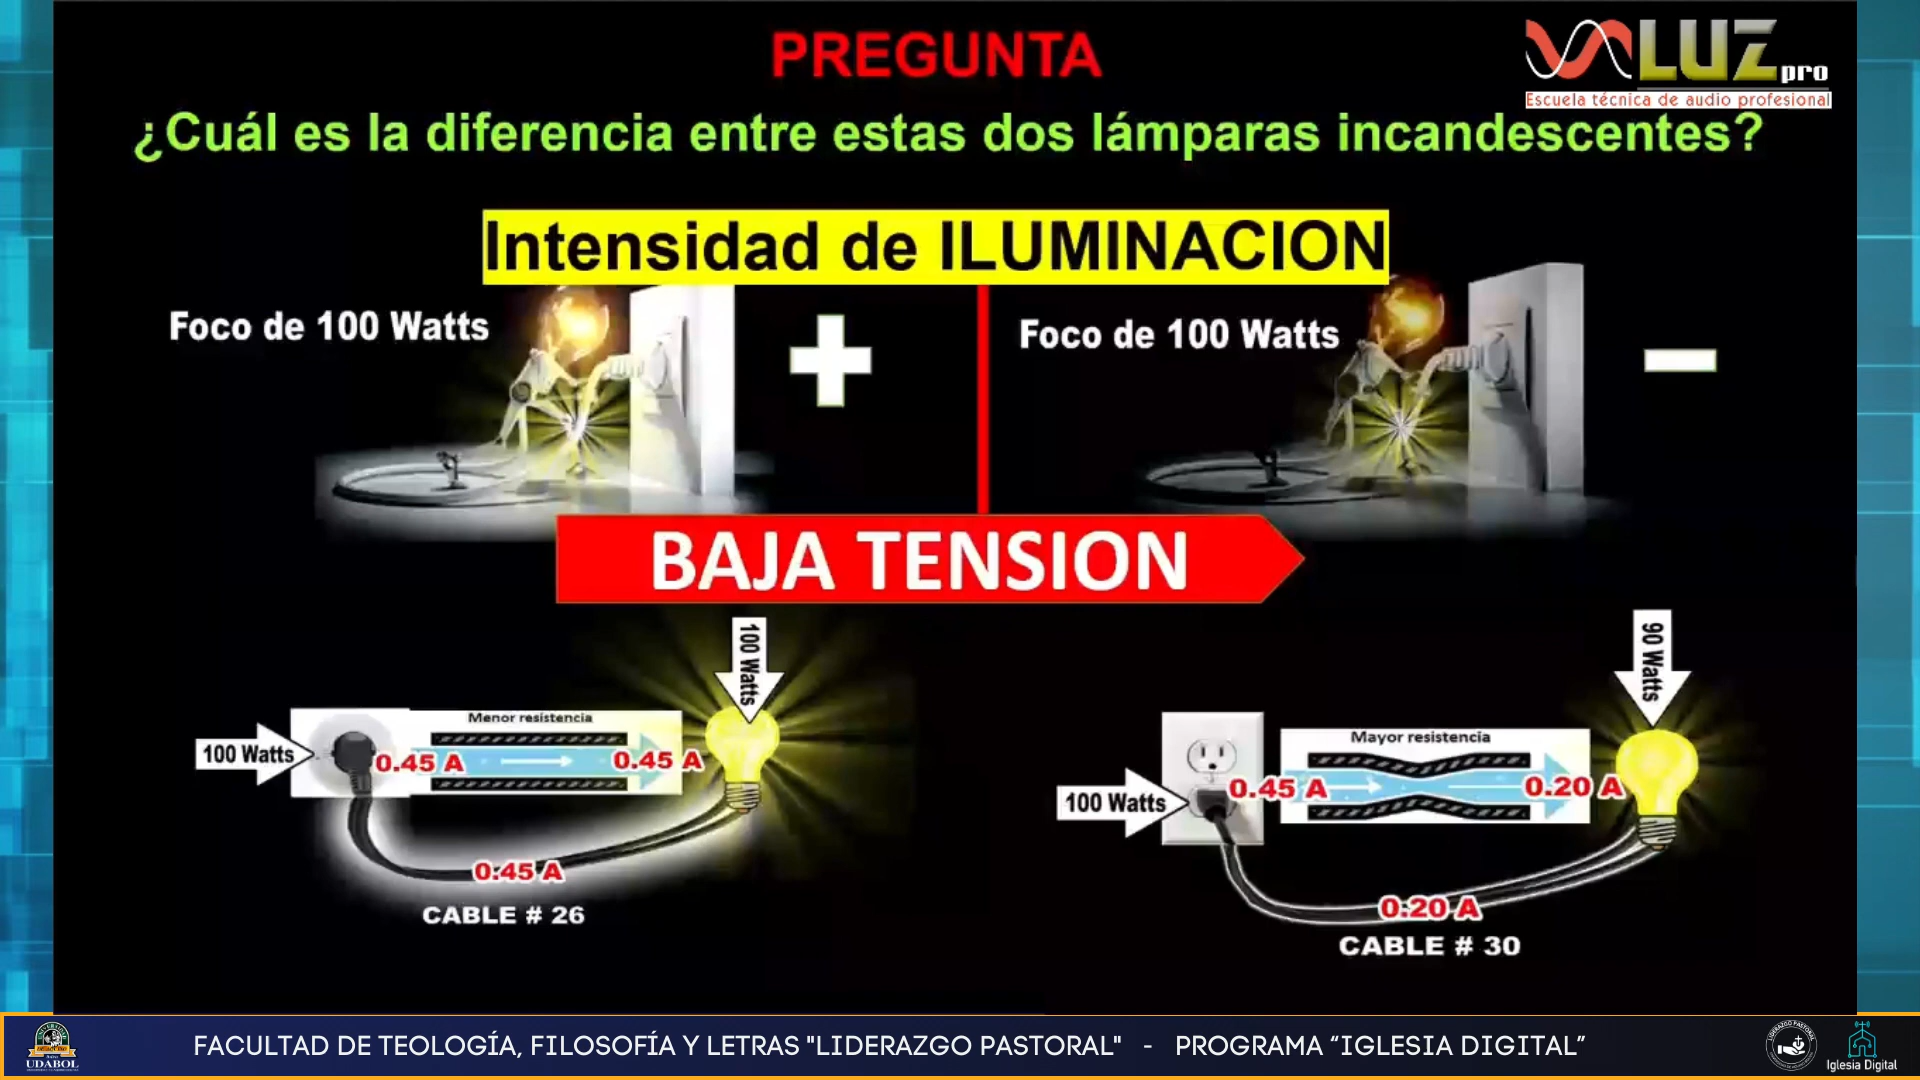 PREGUNTA
LUZ pro
Escuela técnica de audio profesional
¿Cuál es la diferencia entre estas dos lámparas incandescentes?
Intensidad de ILUMINACION
Foco de 100 Watts
+
Foco de 100 Watts
-
BAJA TENSION
100 Watts
90 Watts
Menor resistencia
100 Watts
0.45 A
0.45 A
Mayor resistencia
100 Watts
0.45 A
0.20 A
0.45 A
CABLE # 26
0.20 A
CABLE # 30
FACULTAD DE TEOLOGÍA, FILOSOFÍA Y LETRAS "LIDERAZGO PASTORAL" - PROGRAMA “IGLESIA DIGITAL”
UDABOL
Iglesia Digital